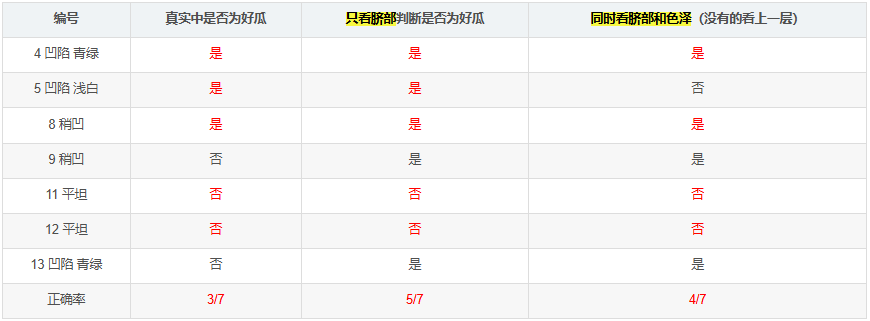 编号 真实中是否为好瓜 只看脐部判断是否为好瓜 同时看脐部和色泽（没有的看上一层）
4 凹陷 青绿 是 是 是
5 凹陷 浅白 是 是 否
8 稍凹 是 是 是
9 稍凹 否 是 是
11 平坦 否 否 否
12 平坦 否 否 否
13 凹陷 青绿 否 是 是
正确率 3/7 5/7 4/7